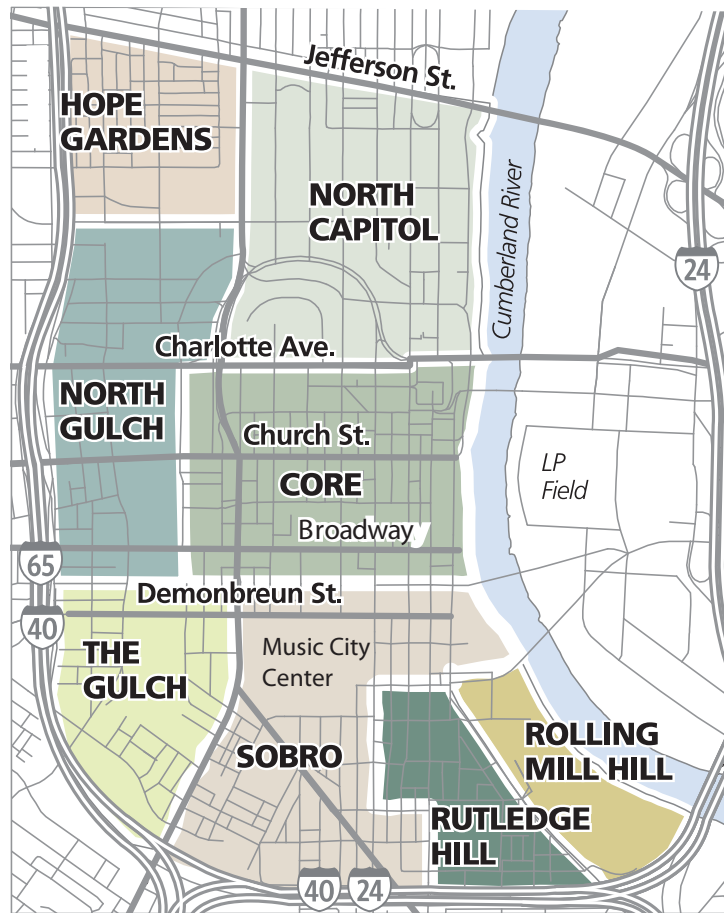 Jefferson St.
HOPE
GARDENS
NORTH
CAPITOL
Cumberland River
24
Charlotte Ave.
NORTH
GULCH
Church St.
CORE
LP
Field
Broadway
65
Demonbreun St.
40
THE
GULCH
Music City
Center
SOBRO
ROLLING
MILL HILL
RUTLEDGE
HILL
40
24